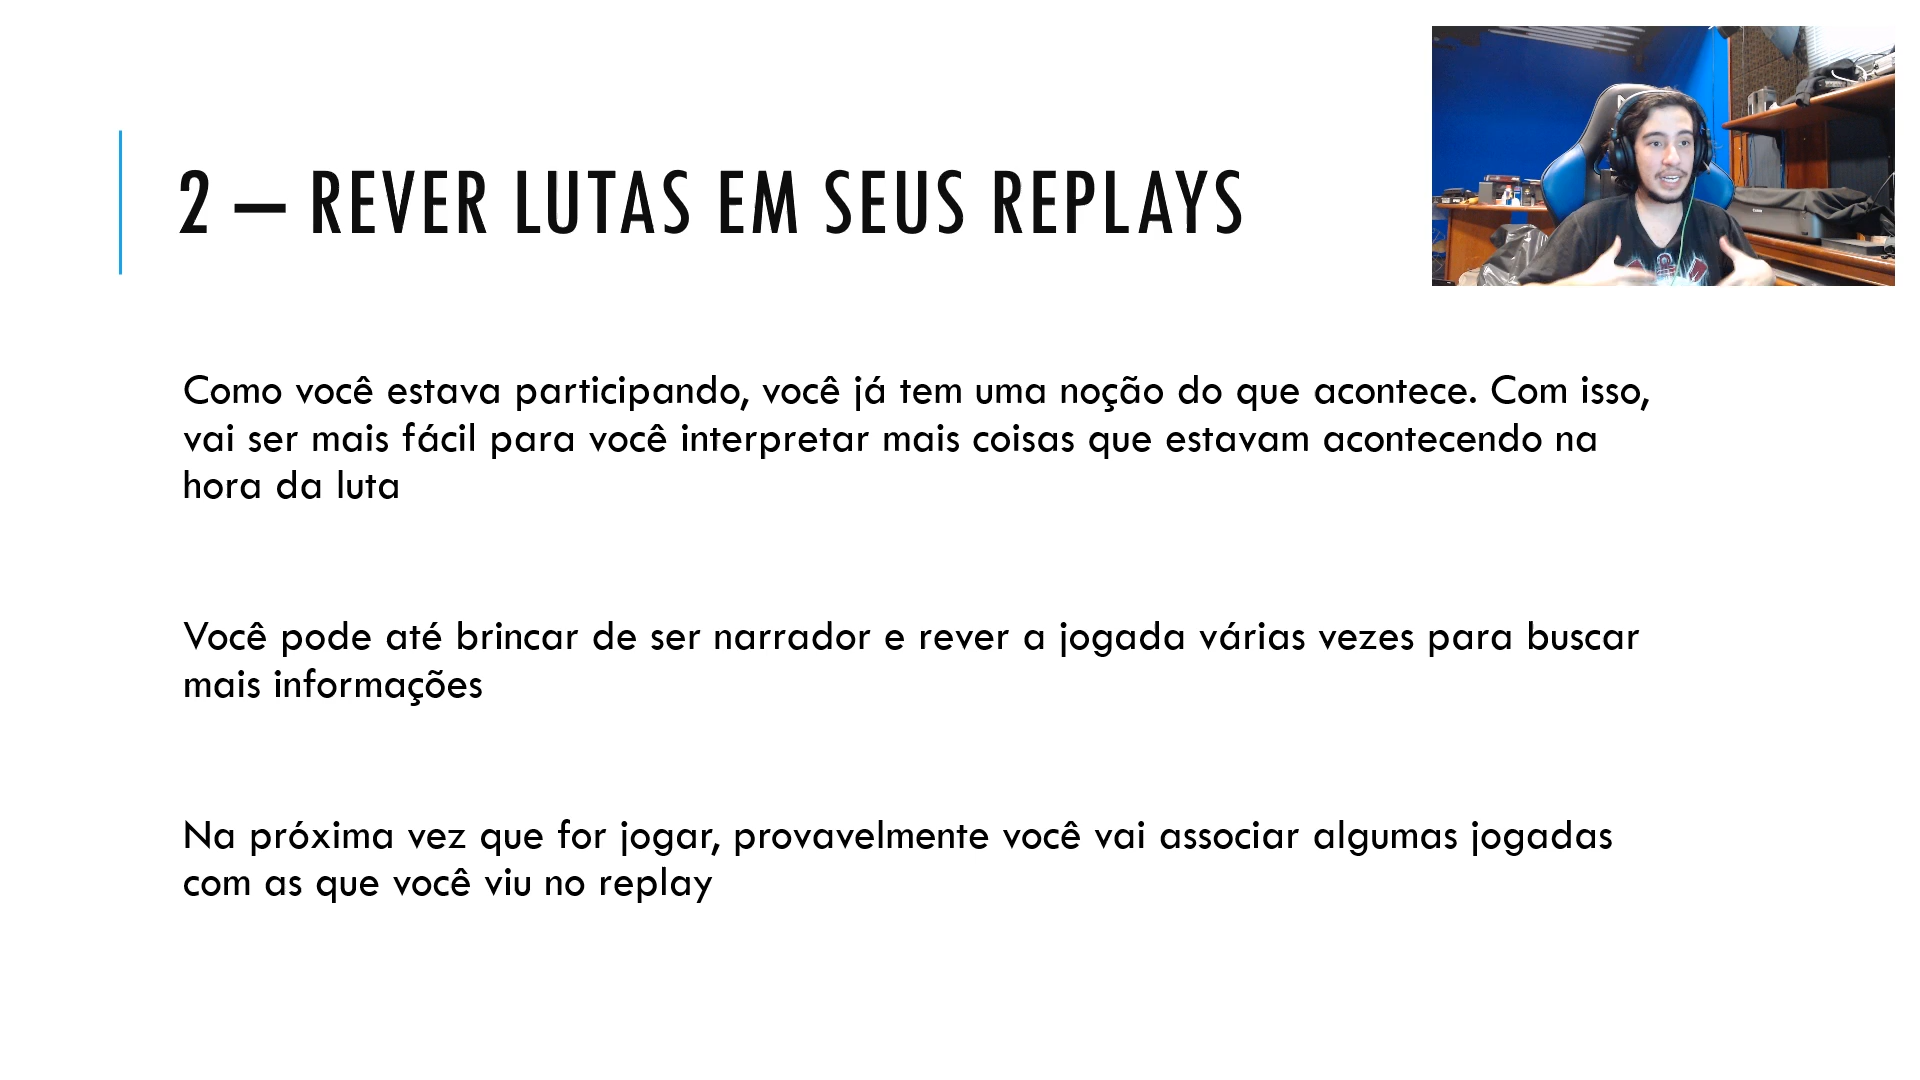 2 – REVER LUTAS EM SEUS REPLAYS
Como você estava participando, você já tem uma noção do que acontece. Com isso,
vai ser mais fácil para você interpretar mais coisas que estavam acontecendo na
hora da luta
Você pode até brincar de ser narrador e rever a jogada várias vezes para buscar
mais informações
Na próxima vez que for jogar, provavelmente você vai associar algumas jogadas
com as que você viu no replay